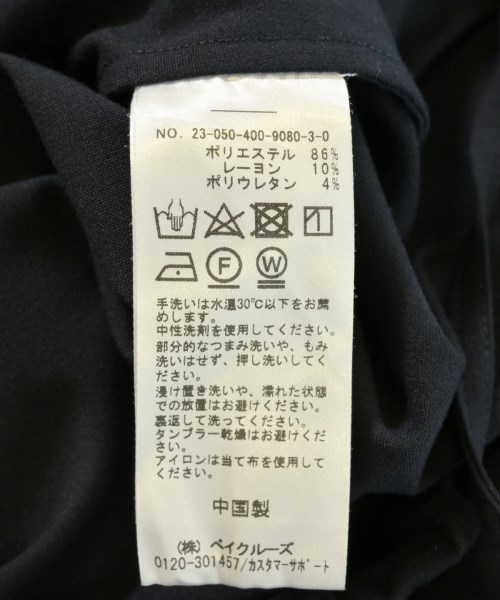 NO. 23-050-400-9080-3-0
ポリエステル 86%
レーヨン 10%
ポリウレタン 4%
F W
手洗いは水温30℃以下をお薦
めします。
中性洗剤を使用してください。
部分的なつまみ洗いや、もみ
洗いはせず、押し洗いしてく
ださい。
浸け置き洗いや、濡れた状態
での放置はお避けください。
裏返して洗ってください。
タンブラー乾燥はお避けくだ
さい。
アイロンは当て布を使用して
ください。
中国製
(株) ベイクルーズ
0120-301457/カスタマーサポート